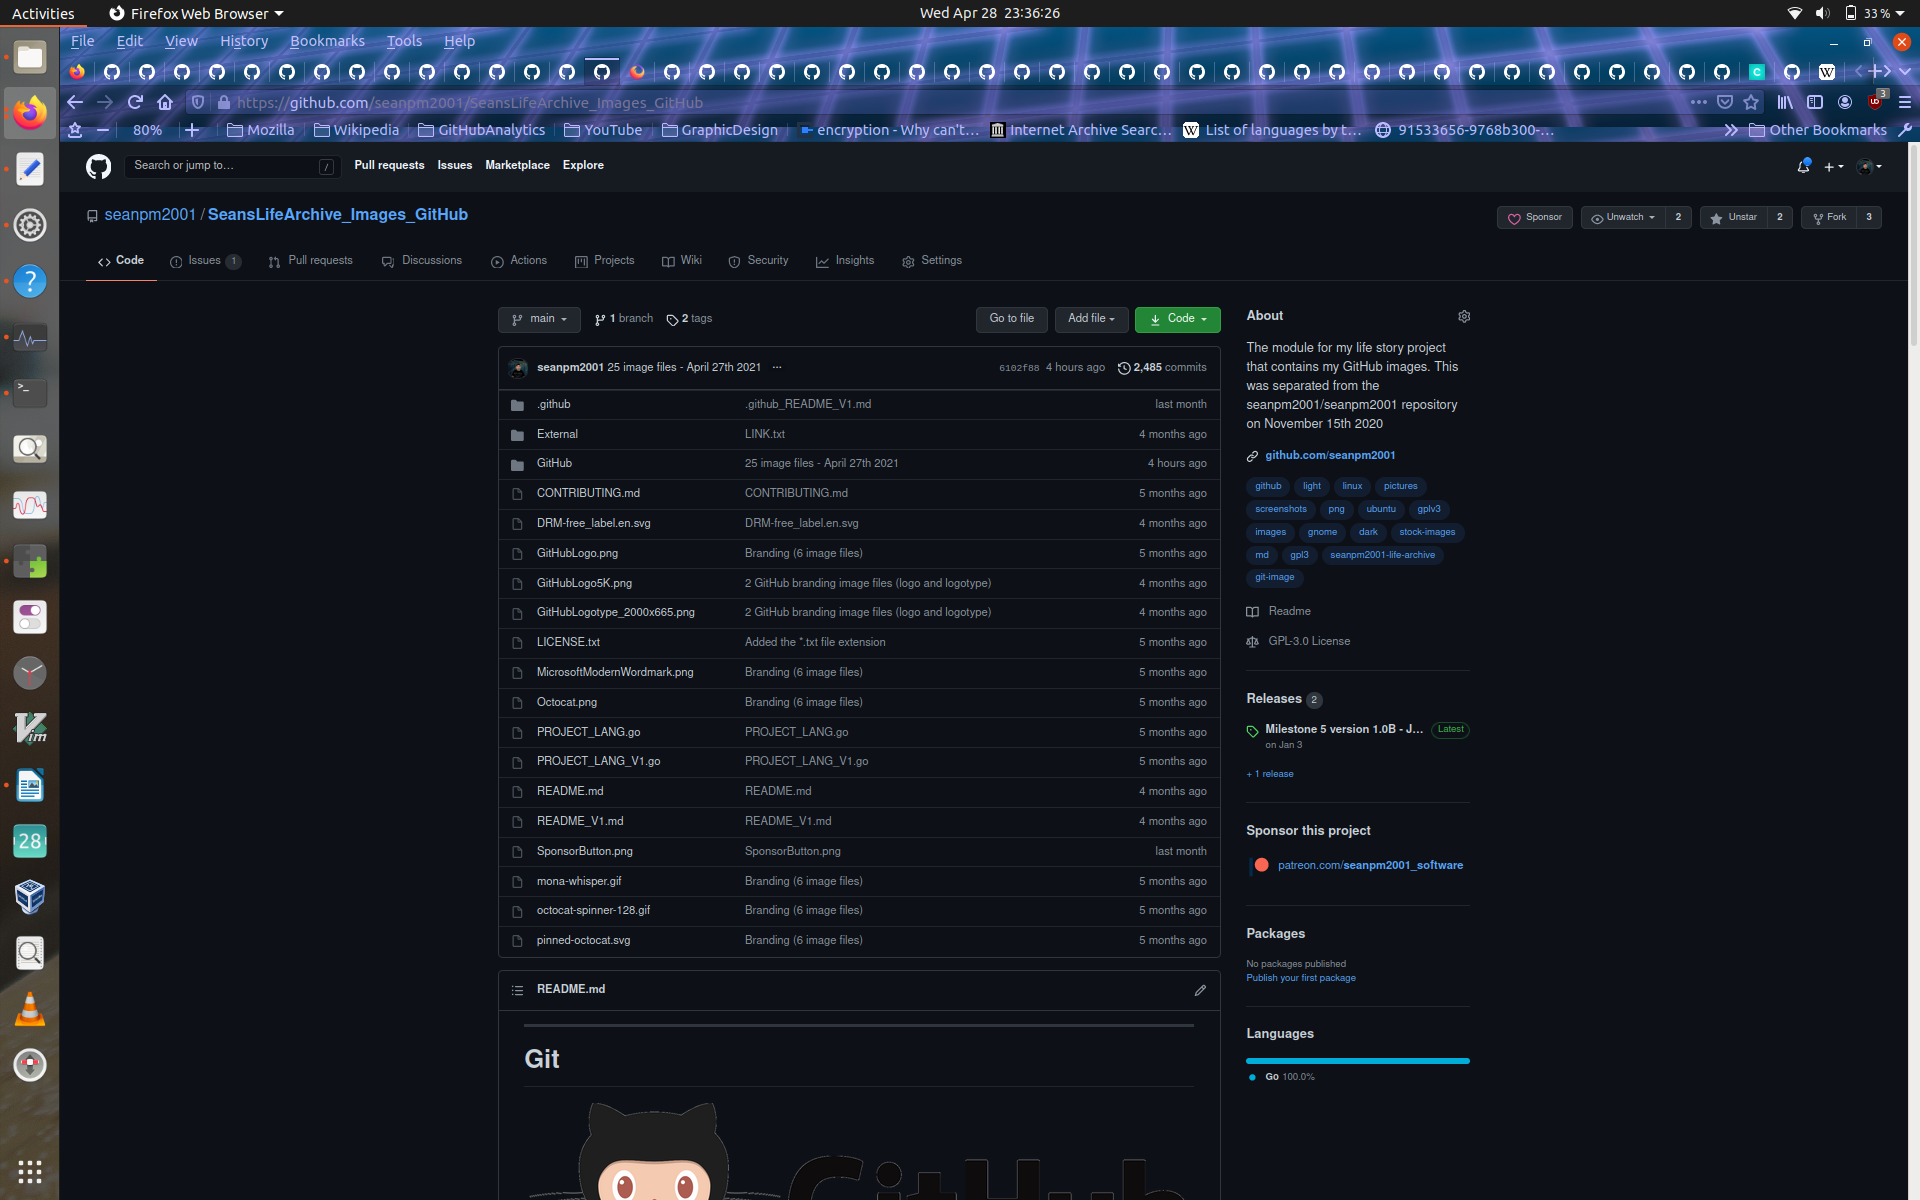 Activities Firefox Web Browser Wed Apr 28 23:36:26 33 %
File Edit View History Bookmarks Tools Help
https://github.com/seanpm2001/SeansLifeArchive_Images_GitHub 3
80% Mozilla Wikipedia GitHubAnalytics YouTube GraphicDesign encryption - Why can't... Internet Archive Searc... List of languages by t... 91533656-9768b300-... Other Bookmarks
Search or jump to... / Pull requests Issues Marketplace Explore
seanpm2001 / SeansLifeArchive_Images_GitHub Sponsor Unwatch 2 Unstar 2 Fork 3
Code Issues 1 Pull requests Discussions Actions Projects Wiki Security Insights Settings
main 1 branch 2 tags Go to file Add file Code
seanpm2001 25 image files - April 27th 2021 ... 6102f88 4 hours ago 2,485 commits
.github .github_README_V1.md last month
External LINK.txt 4 months ago
GitHub 25 image files - April 27th 2021 4 hours ago
CONTRIBUTING.md CONTRIBUTING.md 5 months ago
DRM-free_label.en.svg DRM-free_label.en.svg 4 months ago
GitHubLogo.png Branding (6 image files) 5 months ago
GitHubLogo5K.png 2 GitHub branding image files (logo and logotype) 4 months ago
GitHubLogotype_2000x665.png 2 GitHub branding image files (logo and logotype) 4 months ago
LICENSE.txt Added the *.txt file extension 5 months ago
MicrosoftModernWordmark.png Branding (6 image files) 5 months ago
Octocat.png Branding (6 image files) 5 months ago
PROJECT_LANG.go PROJECT_LANG.go 5 months ago
PROJECT_LANG_V1.go PROJECT_LANG_V1.go 5 months ago
README.md README.md 4 months ago
README_V1.md README_V1.md 4 months ago
SponsorButton.png SponsorButton.png last month
mona-whisper.gif Branding (6 image files) 5 months ago
octocat-spinner-128.gif Branding (6 image files) 5 months ago
pinned-octocat.svg Branding (6 image files) 5 months ago
README.md
Git
GitHub
About
The module for my life story project
that contains my GitHub images. This
was separated from the
seanpm2001/seanpm2001 repository
on November 15th 2020
github.com/seanpm2001
github light linux pictures
screenshots png ubuntu gplv3
images gnome dark stock-images
md gpl3 seanpm2001-life-archive
git-image
Readme
GPL-3.0 License
Releases 2
Milestone 5 version 1.0B - J... Latest
on Jan 3
+ 1 release
Sponsor this project
patreon.com/seanpm2001_software
Packages
No packages published
Publish your first package
Languages
Go 100.0%
28